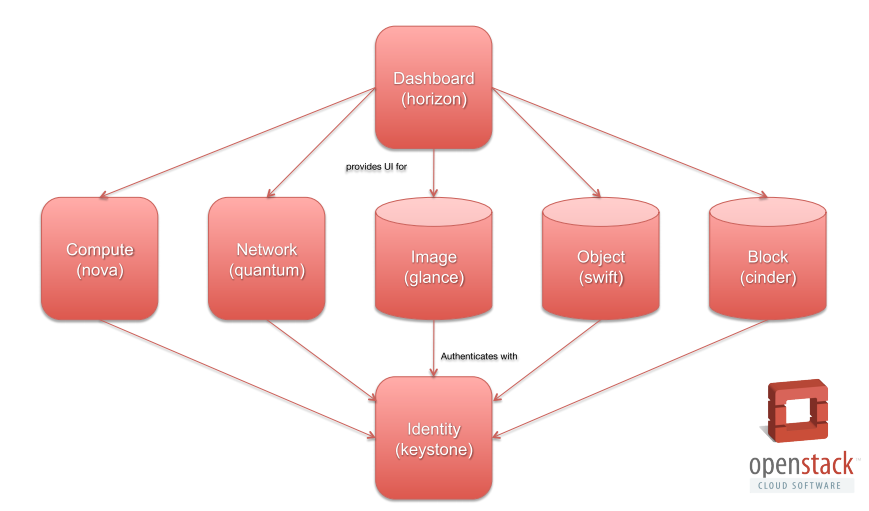 Dashboard
(horizon)
provides UI for
Compute
(nova)
Network
(quantum)
Image
(glance)
Object
(swift)
Block
(cinder)
Authenticates with
Identity
(keystone)
openstack™
CLOUD SOFTWARE